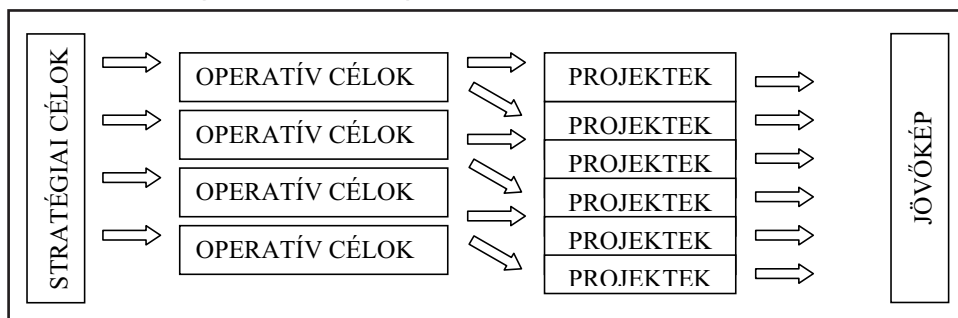 STRATÉGIAI CÉLOK
OPERATÍV CÉLOK
OPERATÍV CÉLOK
OPERATÍV CÉLOK
OPERATÍV CÉLOK
PROJEKTEK
PROJEKTEK
PROJEKTEK
PROJEKTEK
PROJEKTEK
PROJEKTEK
JÖVŐKÉP